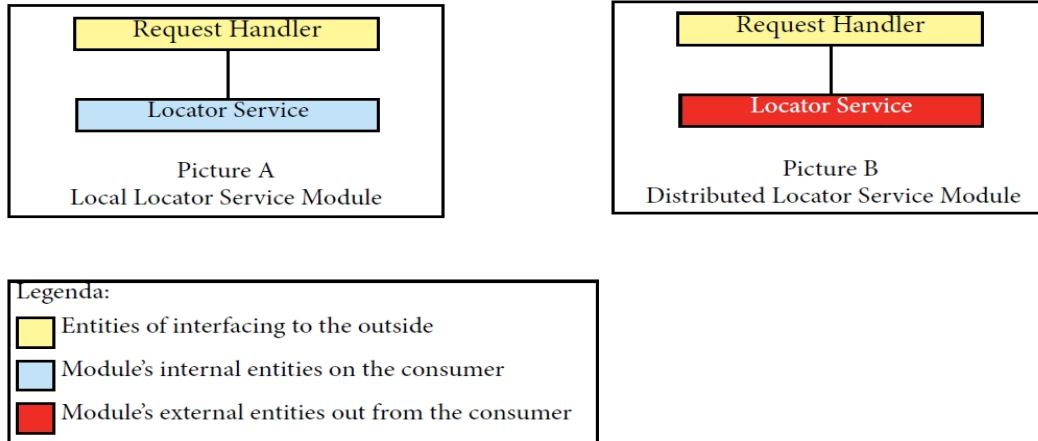 Request Handler
Locator Service
Picture A
Local Locator Service Module
Request Handler
Locator Service
Picture B
Distributed Locator Service Module
Legenda:
Entities of interfacing to the outside
Module’s internal entities on the consumer
Module’s external entities out from the consumer